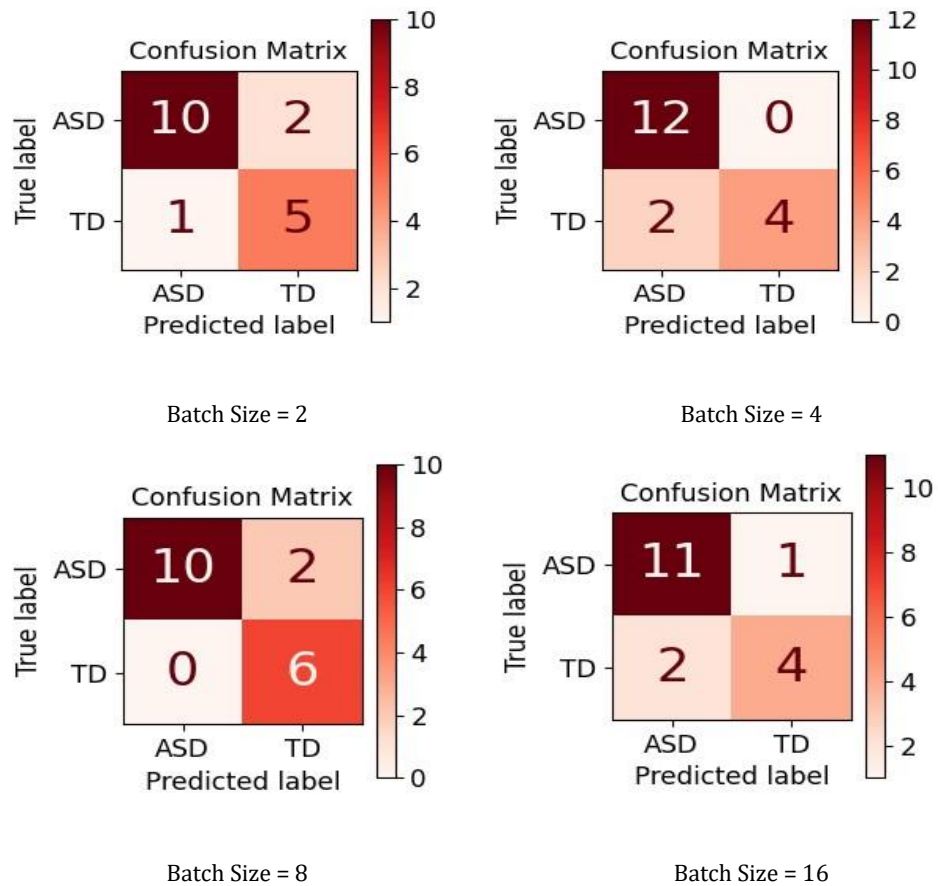 Confusion Matrix
True label
ASD
10
2
TD
1
5
ASD
TD
Predicted label
10
8
6
4
2
Batch Size = 2
Confusion Matrix
True label
ASD
12
0
TD
2
4
ASD
TD
Predicted label
12
10
8
6
4
2
0
Batch Size = 4
Confusion Matrix
True label
ASD
10
2
TD
0
6
ASD
TD
Predicted label
10
8
6
4
2
0
Batch Size = 8
Confusion Matrix
True label
ASD
11
1
TD
2
4
ASD
TD
Predicted label
10
8
6
4
2
Batch Size = 16